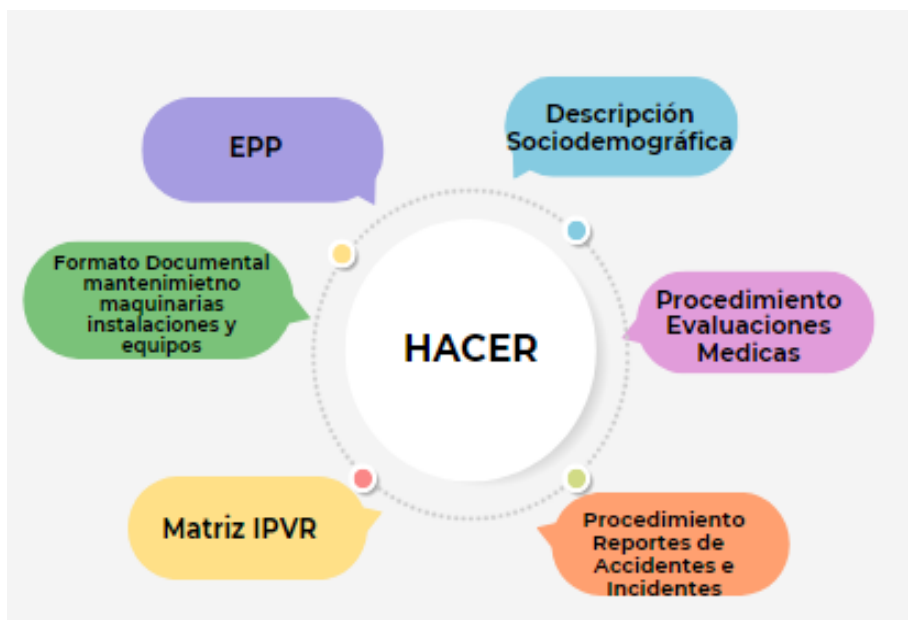 EPP
Descripción
Sociodemográfica
Formato Documental
mantenimietno
maquinarias
instalaciones y
equipos
HACER
Procedimiento
Evaluaciones
Medicas
Matriz IPVR
Procedimiento
Reportes de
Accidentes e
Incidentes